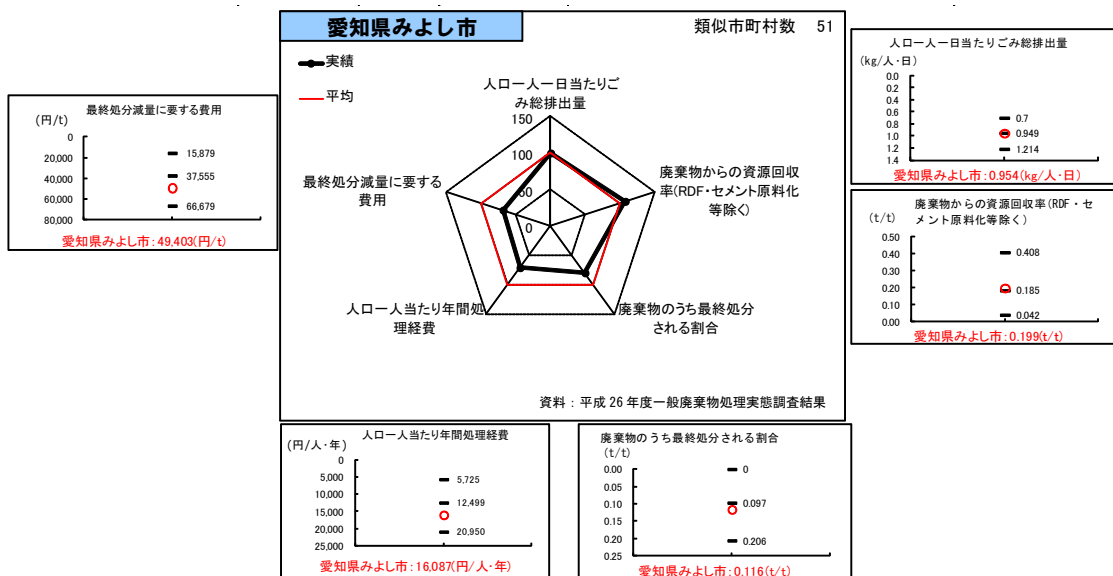 愛知県みよし市
類似市町村数 51
実績
平均
人口一人一日当たりご
み総排出量
廃棄物からの資源回収
率(RDF・セメント原料化
等除く)
廃棄物のうち最終処分
される割合
人口一人当たり年間処
理経費
最終処分減量に要する
費用
150
100
50
0
資料：平成26年度一般廃棄物処理実態調査結果
最終処分減量に要する費用
(円/t)
0
20,000
40,000
60,000
80,000
15,879
37,555
66,679
愛知県みよし市:49,403(円/t)
人口一人一日当たりごみ総排出量
(kg/人・日)
0.0
0.2
0.4
0.6
0.8
1.0
1.2
1.4
0.7
0.949
1.214
愛知県みよし市:0.954(kg/人・日)
廃棄物からの資源回収率(RDF・セ
メント原料化等除く)
(t/t)
0.50
0.40
0.30
0.20
0.10
0.00
0.408
0.185
0.042
愛知県みよし市:0.199(t/t)
人口一人当たり年間処理経費
(円/人・年)
0
5,000
10,000
15,000
20,000
25,000
5,725
12,499
20,950
愛知県みよし市:16,087(円/人・年)
廃棄物のうち最終処分される割合
(t/t)
0.00
0.05
0.10
0.15
0.20
0.25
0
0.097
0.206
愛知県みよし市:0.116(t/t)